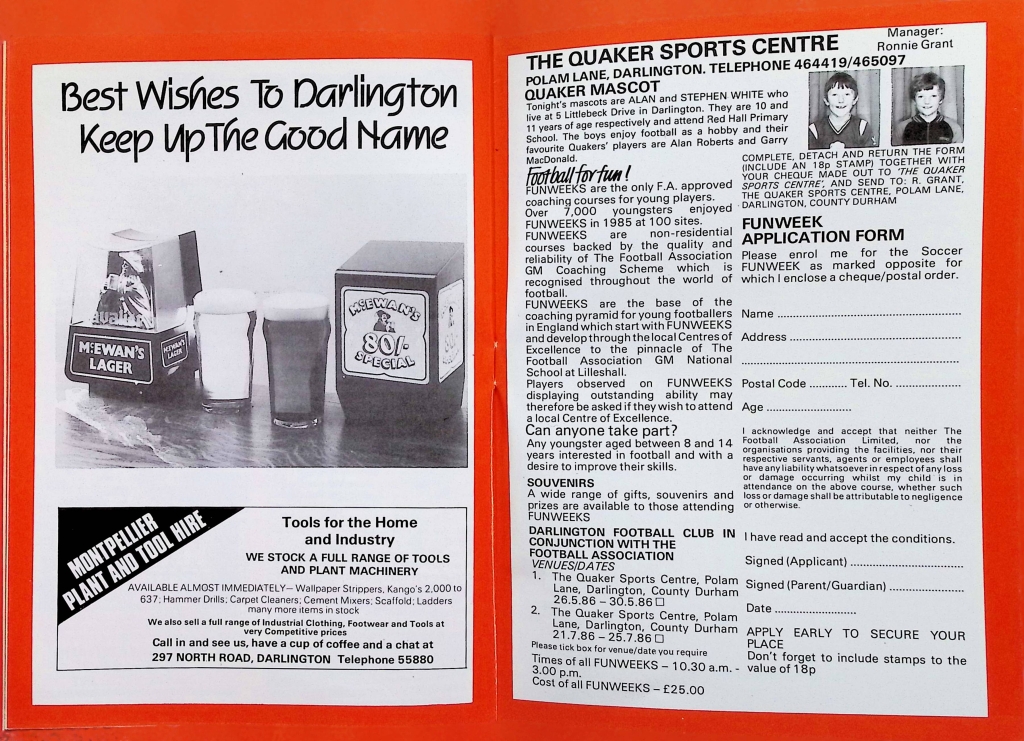 Best Wishes To Darlington
Keep Up The Good Name
McEWAN'S
LAGER
McEWAN'S
LAGER
McEWAN'S
80/-
SPECIAL
MONTPELLIER
PLANT AND TOOL HIRE
Tools for the Home
and Industry
WE STOCK A FULL RANGE OF TOOLS
AND PLANT MACHINERY
AVAILABLE ALMOST IMMEDIATELY – Wallpaper Strippers, Kango's 2,000 to
637; Hammer Drills; Carpet Cleaners; Cement Mixers; Scaffold; Ladders
many more items in stock
We also sell a full range of Industrial Clothing, Footwear and Tools at
very Competitive prices
Call in and see us, have a cup of coffee and a chat at
297 NORTH ROAD, DARLINGTON Telephone 55880
THE QUAKER SPORTS CENTRE
Manager:
Ronnie Grant
POLAM LANE, DARLINGTON. TELEPHONE 464419/465097
QUAKER MASCOT
Tonight's mascots are ALAN and STEPHEN WHITE who
live at 5 Littlebeck Drive in Darlington. They are 10 and
11 years of age respectively and attend Red Hall Primary
School. The boys enjoy football as a hobby and their
favourite Quakers' players are Alan Roberts and Garry
MacDonald.
Football for fun!
FUNWEEKS are the only F.A. approved
coaching courses for young players.
Over 7,000 youngsters enjoyed
FUNWEEKS in 1985 at 100 sites.
FUNWEEKS are non-residential
courses backed by the quality and
reliability of The Football Association
GM Coaching Scheme which is
recognised throughout the world of
football.
FUNWEEKS are the base of the
coaching pyramid for young footballers
in England which start with FUNWEEKS
and develop through the local Centres of
Excellence to the pinnacle of The
Football Association GM National
School at Lilleshall.
Players observed on FUNWEEKS
displaying outstanding ability may
therefore be asked if they wish to attend
a local Centre of Excellence.
Can anyone take part?
Any youngster aged between 8 and 14
years interested in football and with a
desire to improve their skills.
SOUVENIRS
A wide range of gifts, souvenirs and
prizes are available to those attending
FUNWEEKS
DARLINGTON FOOTBALL CLUB IN
CONJUNCTION WITH THE
FOOTBALL ASSOCIATION
VENUES/DATES
1. The Quaker Sports Centre, Polam
Lane, Darlington, County Durham
26.5.86 – 30.5.86 □
2. The Quaker Sports Centre, Polam
Lane, Darlington, County Durham
21.7.86 – 25.7.86 □
Please tick box for venue/date you require
Times of all FUNWEEKS – 10.30 a.m. -
3.00 p.m.
Cost of all FUNWEEKS – £25.00
COMPLETE, DETACH AND RETURN THE FORM
(INCLUDE AN 18p STAMP) TOGETHER WITH
YOUR CHEQUE MADE OUT TO 'THE QUAKER
SPORTS CENTRE', AND SEND TO: R. GRANT,
THE QUAKER SPORTS CENTRE, POLAM LANE,
DARLINGTON, COUNTY DURHAM
FUNWEEK
APPLICATION FORM
Please enrol me for the Soccer
FUNWEEK as marked opposite for
which I enclose a cheque/postal order.
Name ....................
Address ....................
....................
Postal Code ........... Tel. No. ................
Age ....................
I acknowledge and accept that neither The
Football Association Limited, nor the
organisations providing the facilities, nor their
respective servants, agents or employees shall
have any liability whatsoever in respect of any loss
or damage occurring whilst my child is in
attendance on the above course, whether such
loss or damage shall be attributable to negligence
or otherwise.
I have read and accept the conditions.
Signed (Applicant) ....................
Signed (Parent/Guardian) ....................
Date ....................
APPLY EARLY TO SECURE YOUR
PLACE
Don't forget to include stamps to the
value of 18p